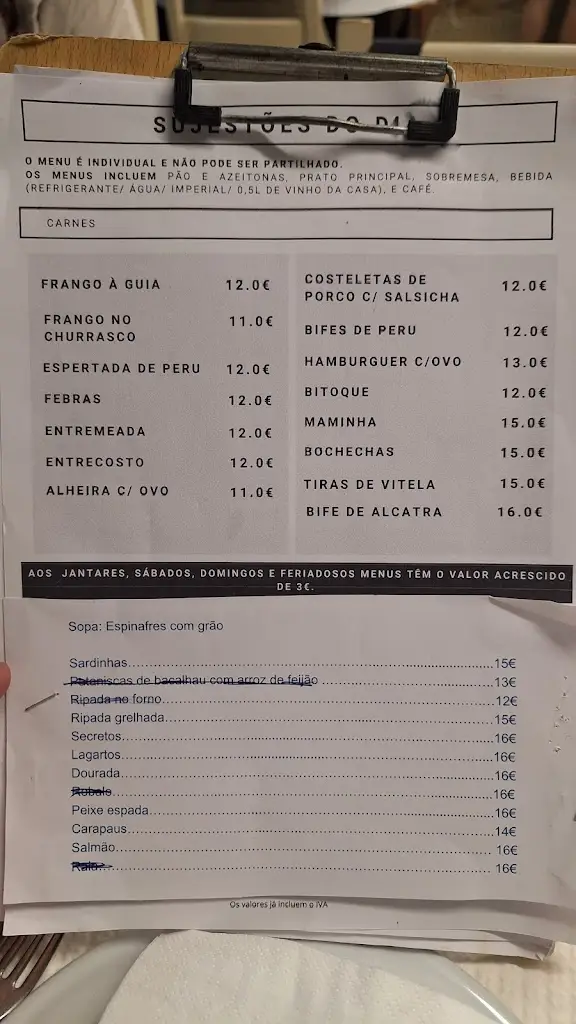 SUJESTÕES DO DIA
O MENU É INDIVIDUAL E NÃO PODE SER PARTILHADO.
OS MENUS INCLUEM PÃO E AZEITONAS, PRATO PRINCIPAL, SOBREMESA, BEBIDA
(REFRIGERANTE/ ÁGUA/ IMPERIAL/ 0,5L DE VINHO DA CASA), E CAFÉ.
CARNES
FRANGO À GUIA 12.0€
FRANGO NO 11.0€
CHURRASCO
ESPERTADA DE PERU 12.0€
FEBRAS 12.0€
ENTREMEADA 12.0€
ENTRECOSTO 12.0€
ALHEIRA C/ OVO 11.0€
COSTELETAS DE
PORCO C/ SALSICHA 12.0€
BIFES DE PERU 12.0€
HAMBURGUER C/OVO 13.0€
BITOQUE 12.0€
MAMINHA 15.0€
BOCHECHAS 15.0€
TIRAS DE VITELA 15.0€
BIFE DE ALCATRA 16.0€
AOS JANTARES, SÁBADOS, DOMINGOS E FERIADOSOS MENUS TÊM O VALOR ACRESCIDO
DE 3€.
Sopa: Espinafres com grão
Sardinhas 15€
Pataniscas de bacalhau com arroz de feijão 13€
Ripada no forno 12€
Ripada grelhada 15€
Secretos 16€
Lagartos 16€
Dourada 16€
Robalo 16€
Peixe espada 16€
Carapaus 14€
Salmão 16€
Raia 16€
Os valores já incluem o IVA